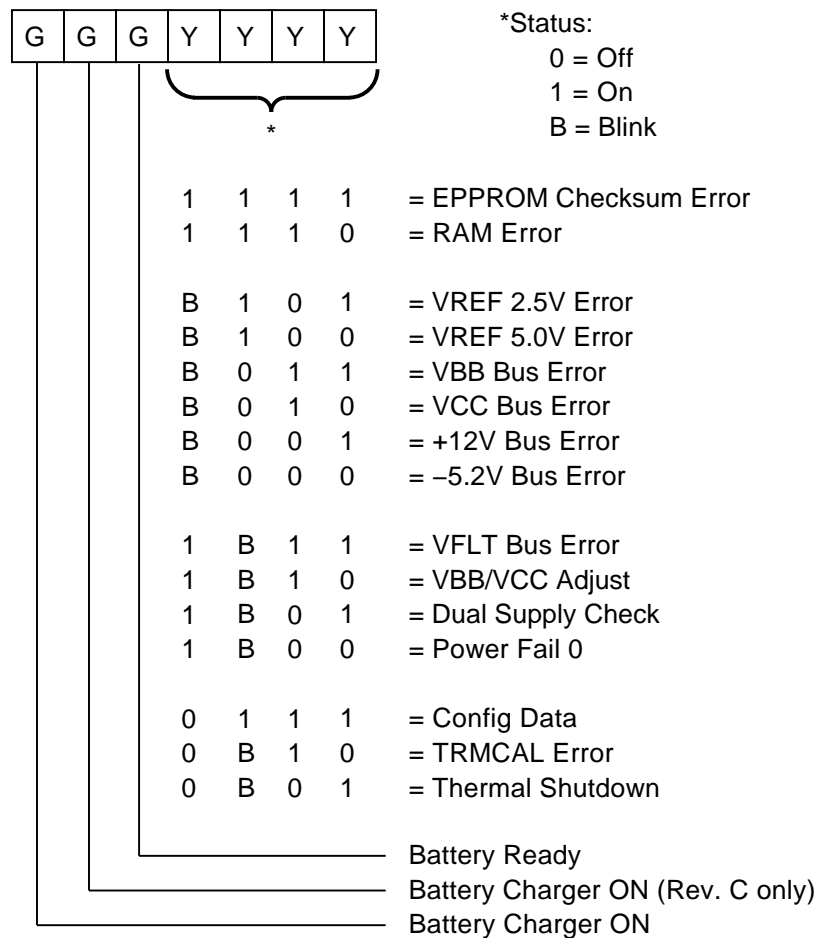 G G G Y Y Y Y
*Status:
0 = Off
1 = On
B = Blink
*
1 1 1 1 = EPPROM Checksum Error
1 1 1 0 = RAM Error
B 1 0 1 = VREF 2.5V Error
B 1 0 0 = VREF 5.0V Error
B 0 1 1 = VBB Bus Error
B 0 1 0 = VCC Bus Error
B 0 0 1 = +12V Bus Error
B 0 0 0 = −5.2V Bus Error
1 B 1 1 = VFLT Bus Error
1 B 1 0 = VBB/VCC Adjust
1 B 0 1 = Dual Supply Check
1 B 0 0 = Power Fail 0
0 1 1 1 = Config Data
0 B 1 0 = TRMCAL Error
0 B 0 1 = Thermal Shutdown
Battery Ready
Battery Charger ON (Rev. C only)
Battery Charger ON